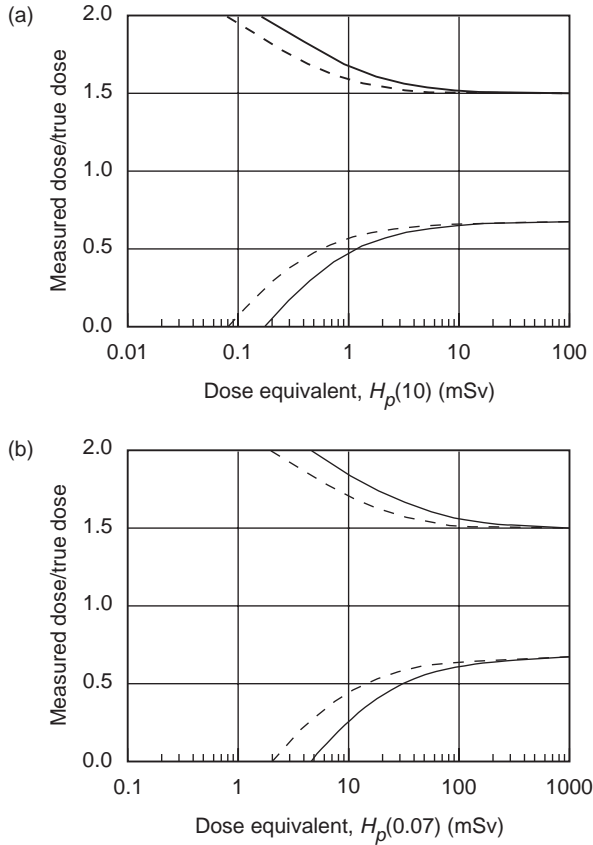 (a)
2.0
1.5
1.0
0.5
0.0
Measured dose/true dose
0.01 0.1 1 10 100
Dose equivalent, Hp(10) (mSv)
(b)
2.0
1.5
1.0
0.5
0.0
Measured dose/true dose
0.1 1 10 100 1000
Dose equivalent, Hp(0.07) (mSv)